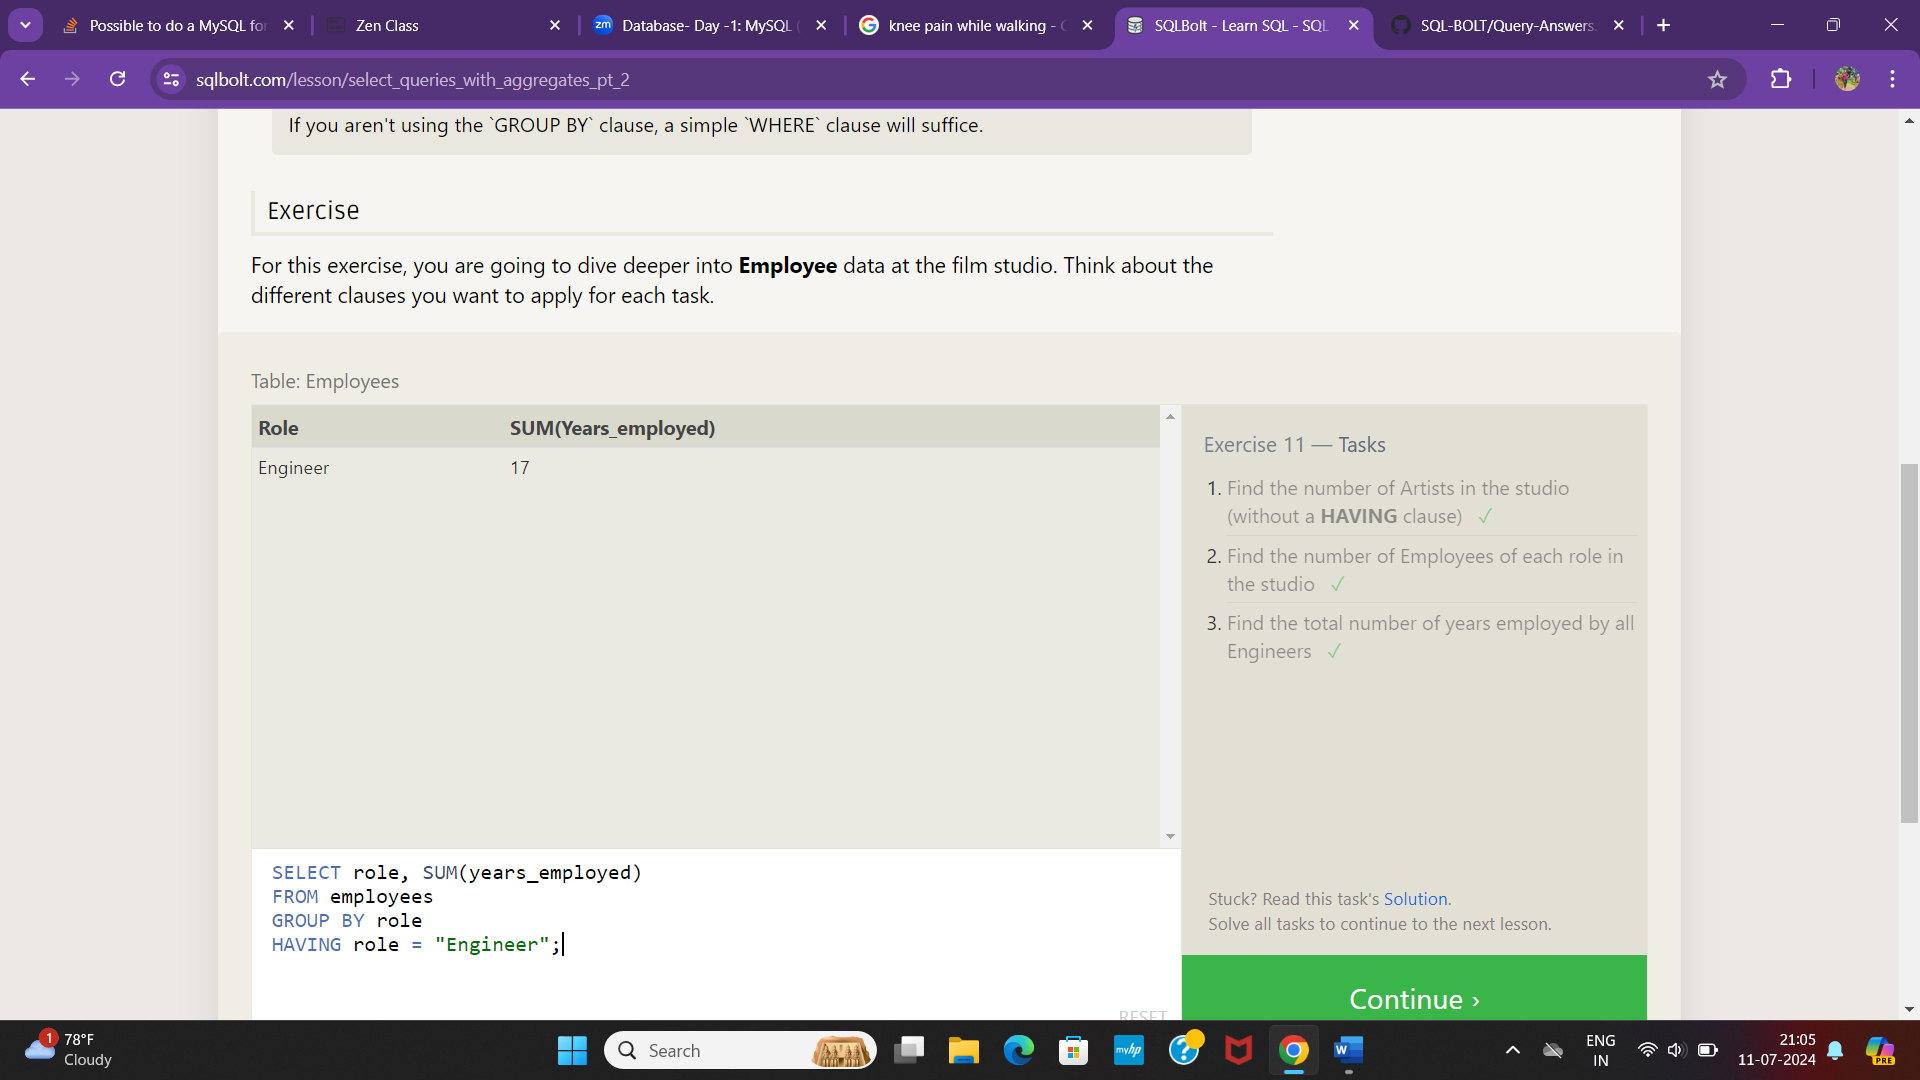 Possible to do a MySQL for
Zen Class
zm Database- Day -1: MySQL (
knee pain while walking - G
SQLBolt - Learn SQL - SQL
SQL-BOLT/Query-Answers.
sqlbolt.com/lesson/select_queries_with_aggregates_pt_2
If you aren't using the `GROUP BY` clause, a simple `WHERE` clause will suffice.
Exercise
For this exercise, you are going to dive deeper into Employee data at the film studio. Think about the
different clauses you want to apply for each task.
Table: Employees
Role SUM(Years_employed)
Engineer 17
Exercise 11 — Tasks
1. Find the number of Artists in the studio
(without a HAVING clause) ✓
2. Find the number of Employees of each role in
the studio ✓
3. Find the total number of years employed by all
Engineers ✓
SELECT role, SUM(years_employed)
FROM employees
GROUP BY role
HAVING role = "Engineer";
Stuck? Read this task's Solution.
Solve all tasks to continue to the next lesson.
Continue ›
RESET
1
78°F
Cloudy
Search
myhp
W
PRE
ENG
IN
21:05
11-07-2024